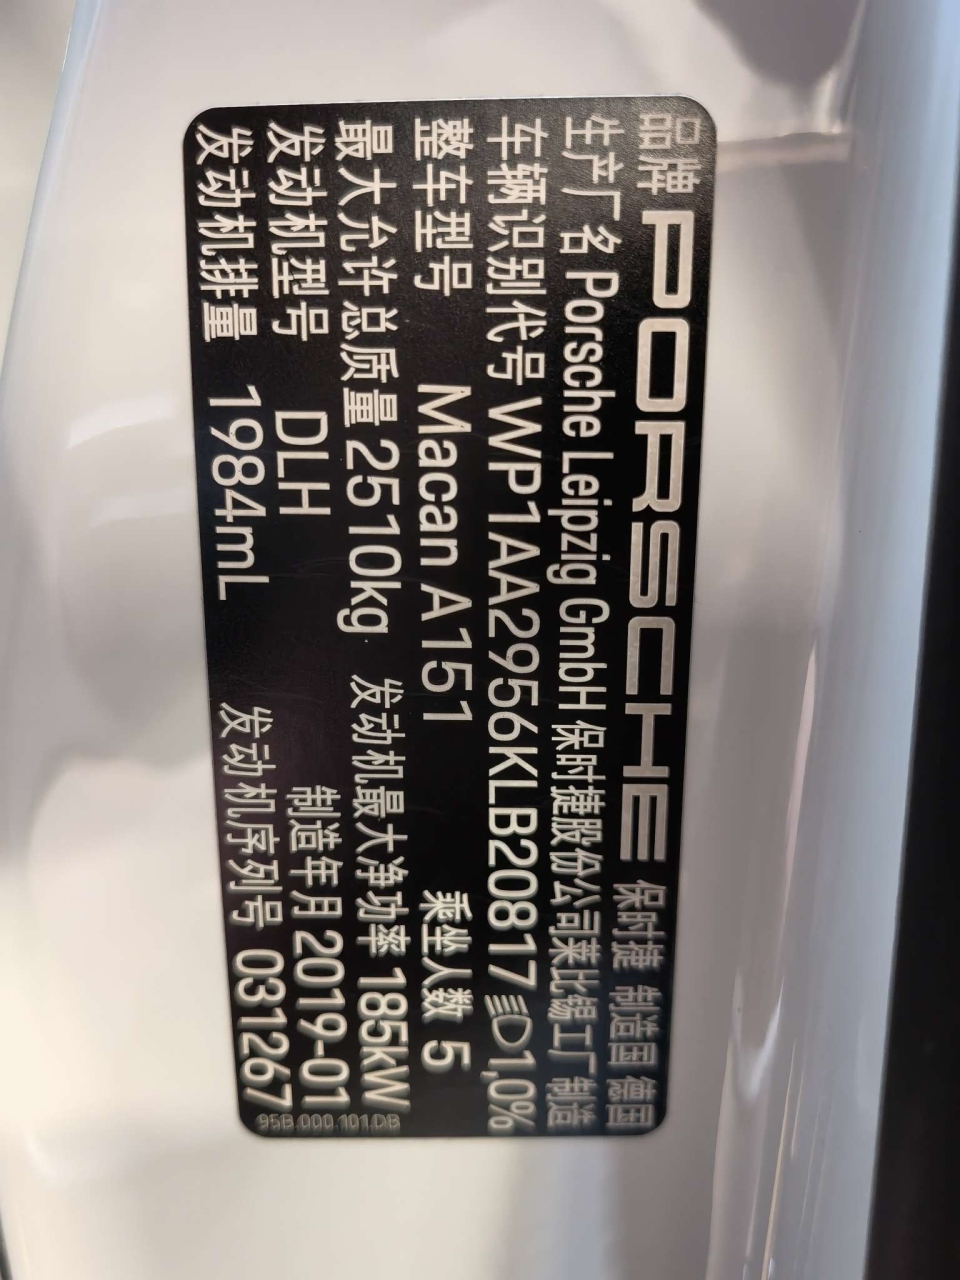 品牌 PORSCHE 保时捷 制造国 德国
生产厂名 Porsche Leipzig GmbH 保时捷股份公司莱比锡工厂制造
车辆识别代号 WP1AA2956KLB20817 1,0%
整车型号 Macan A151 乘坐人数 5
最大允许总质量 2510kg 发动机最大净功率 185kW
发动机型号 DLH 制造年月 2019-01
发动机排量 1984mL 发动机序列号 031267
95B.000.101.DB